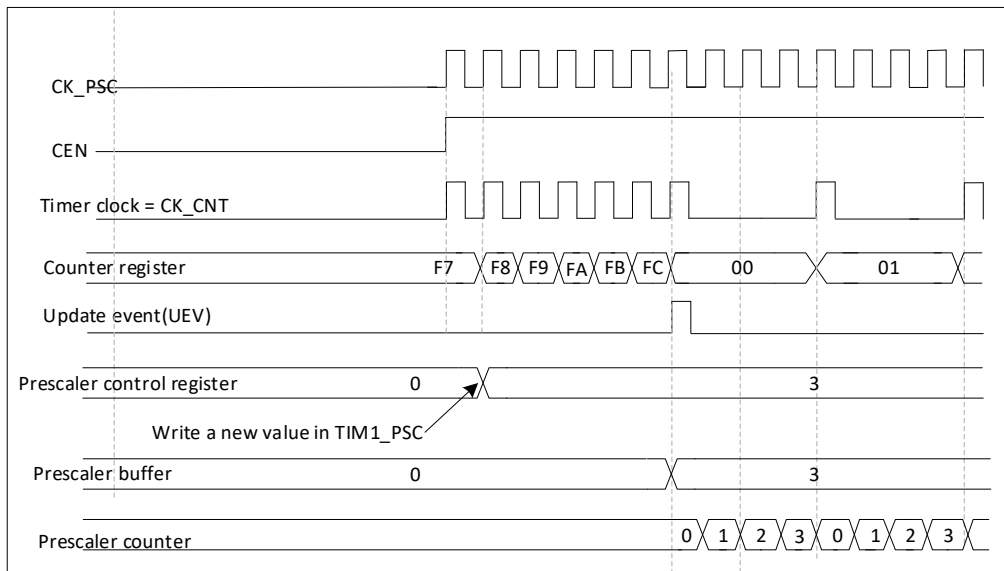 CK_PSC
CEN
Timer clock = CK_CNT
Counter register F7 F8 F9 FA FB FC 00 01
Update event(UEV)
Prescaler control register 0 3
Write a new value in TIM1_PSC
Prescaler buffer 0 3
Prescaler counter 0 1 2 3 0 1 2 3